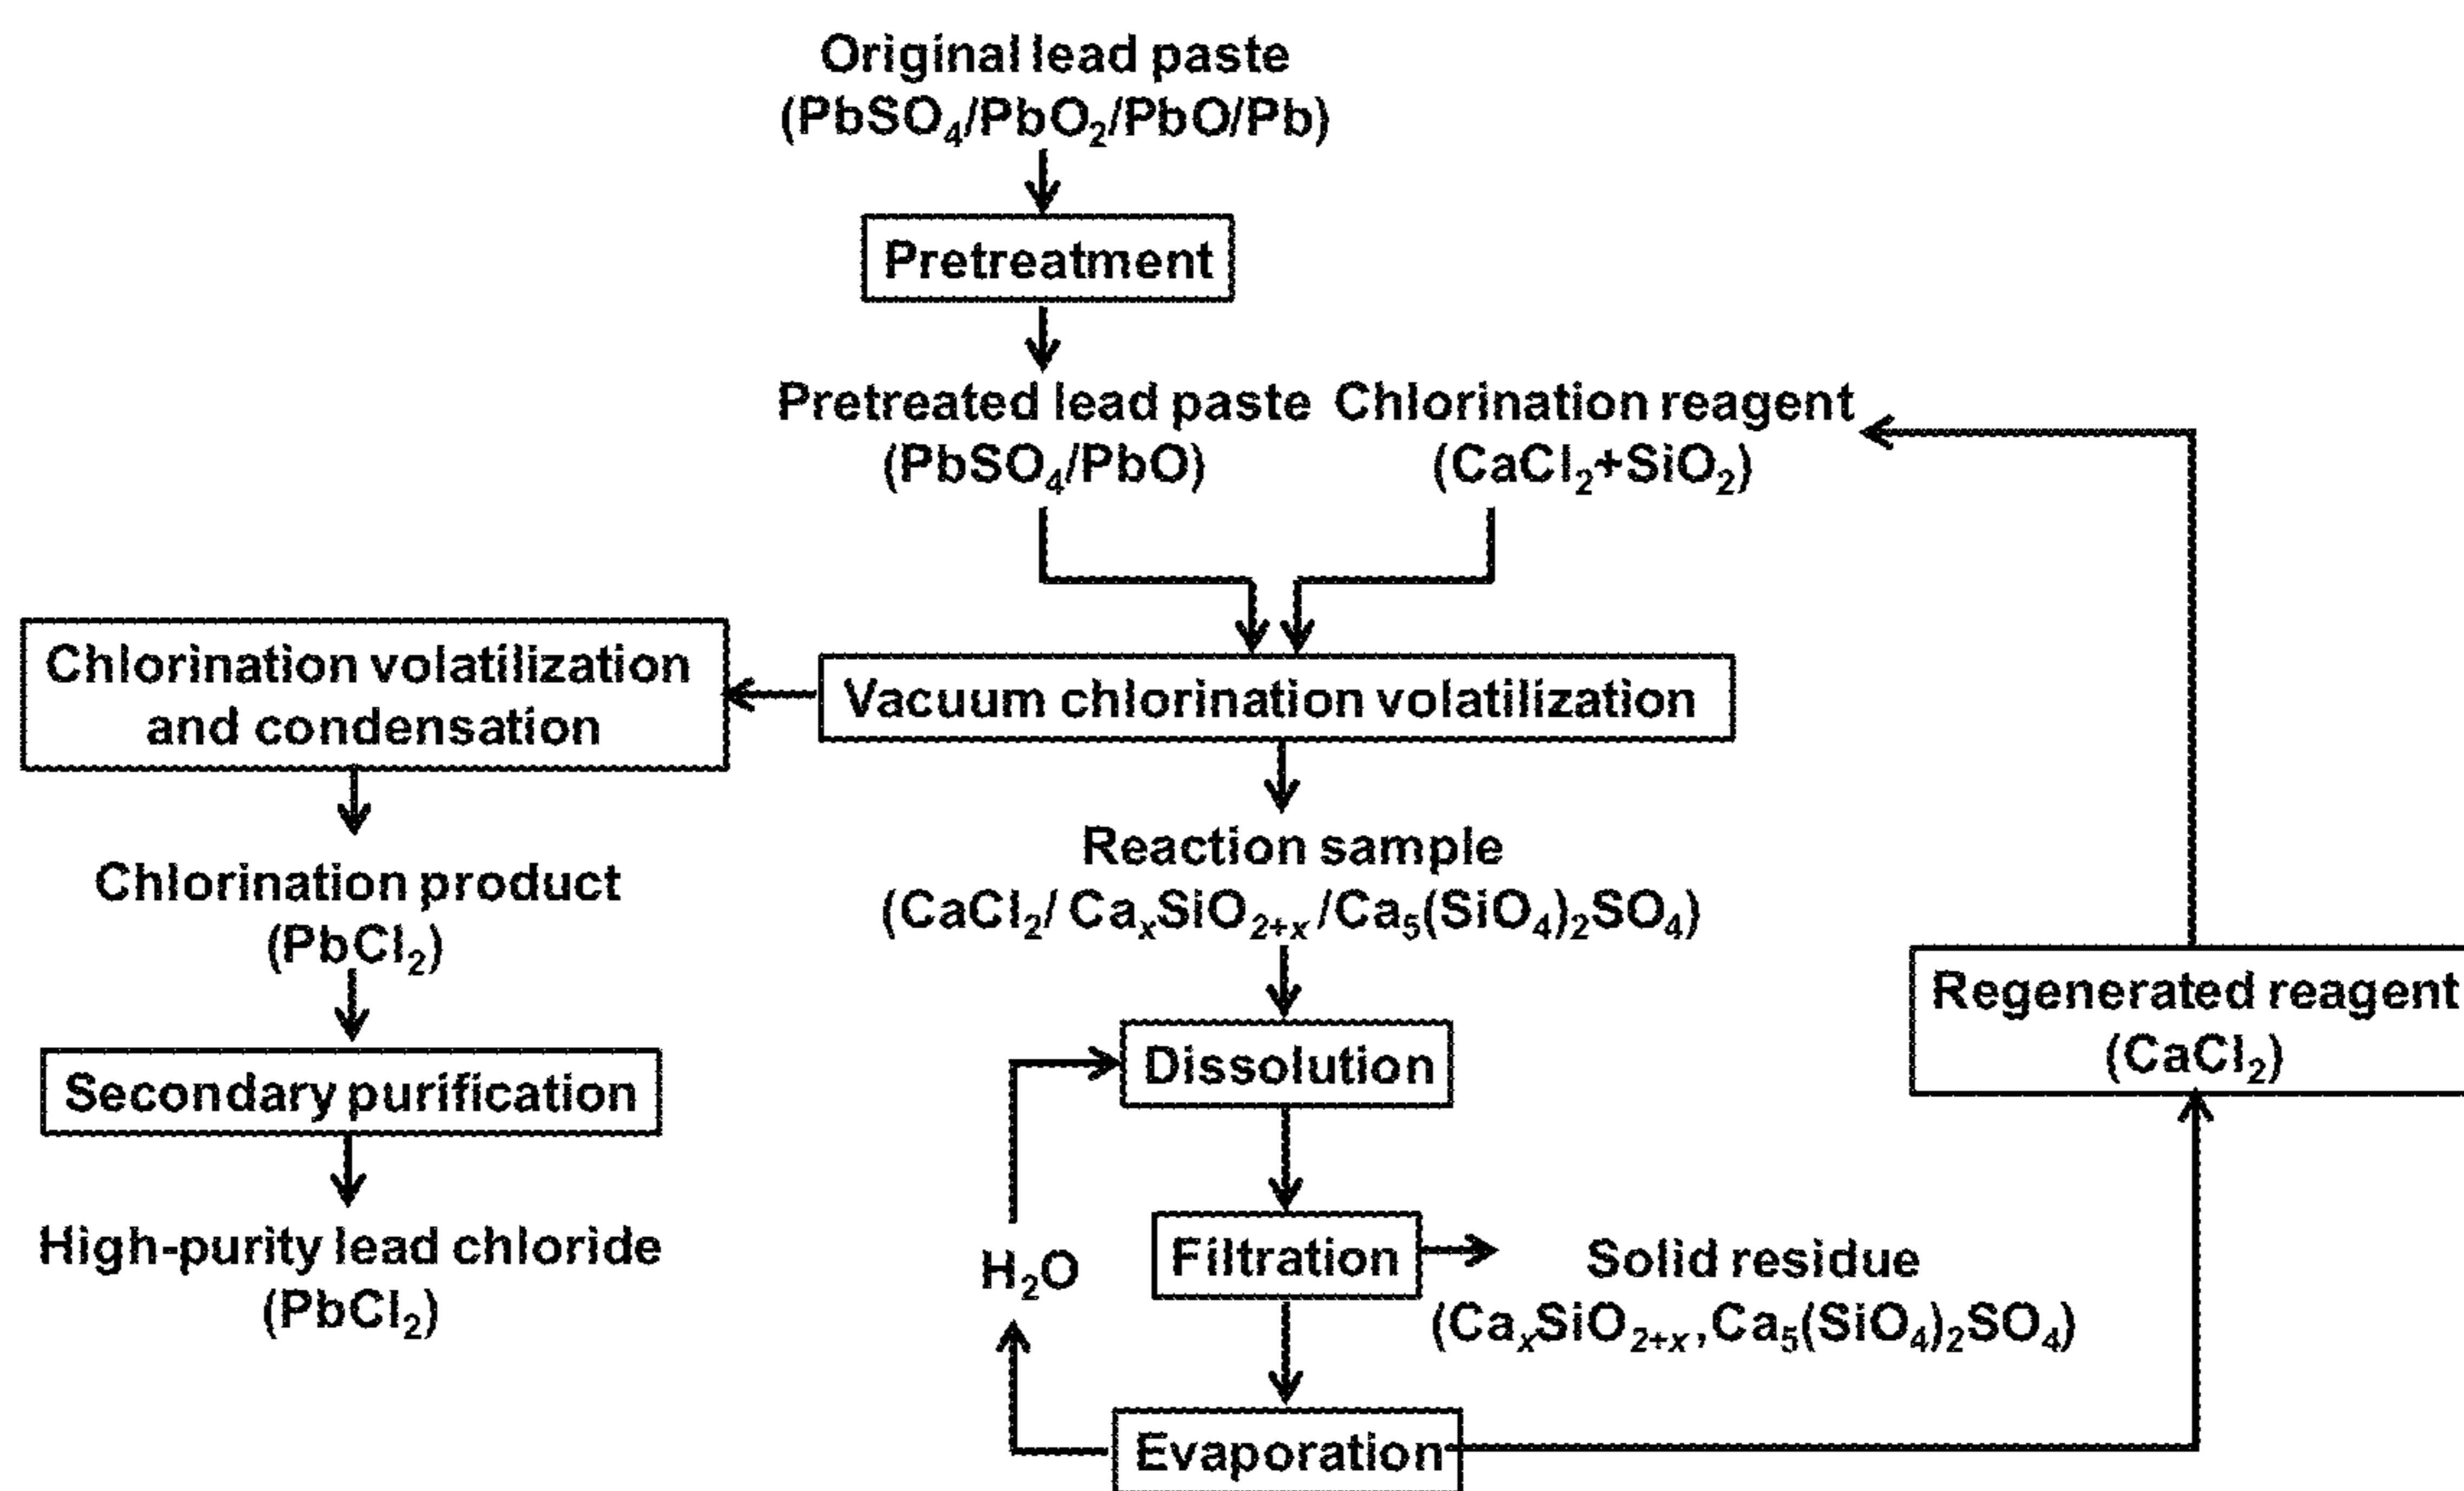 Original lead paste
(PbSO₄/PbO₂/PbO/Pb)
Pretreatment
Pretreated lead paste
(PbSO₄/PbO)
Chlorination reagent
(CaCl₂+SiO₂)
Vacuum chlorination volatilization
Chlorination volatilization
and condensation
Chlorination product
(PbCl₂)
Secondary purification
High-purity lead chloride
(PbCl₂)
Reaction sample
(CaCl₂/ CaₓSiO₂₊ₓ /Ca₅(SiO₄)₂SO₄)
Dissolution
Filtration
Solid residue
(CaₓSiO₂₊ₓ,Ca₅(SiO₄)₂SO₄)
H₂O
Evaporation
Regenerated reagent
(CaCl₂)